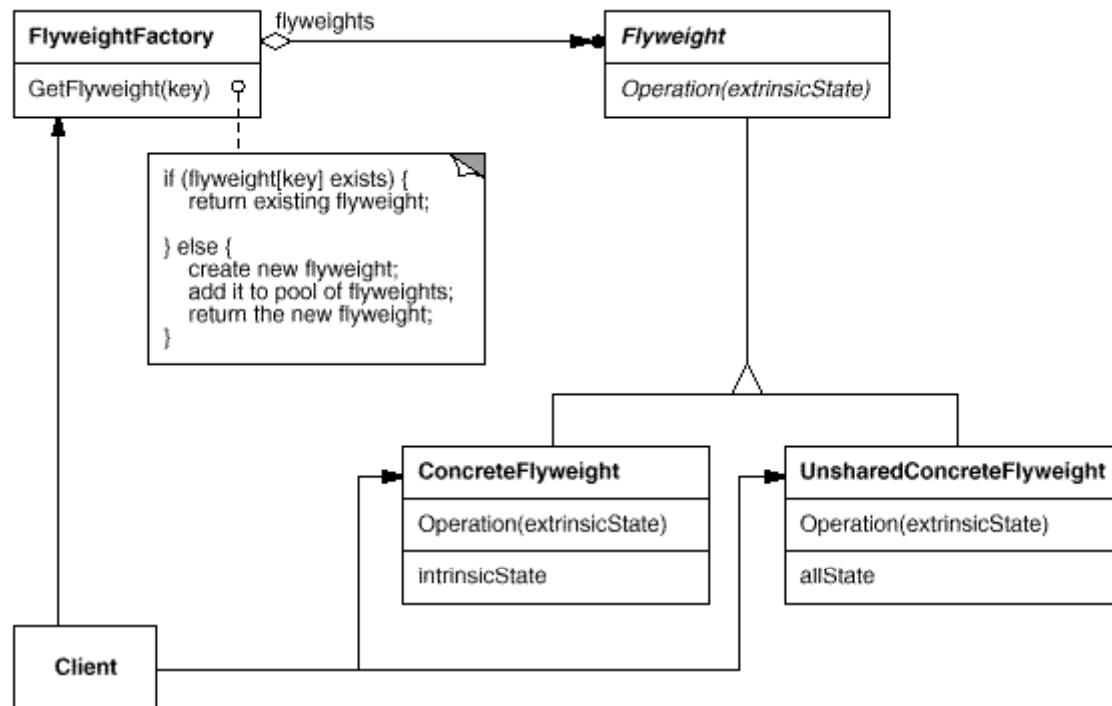 flyweights
FlyweightFactory
GetFlyweight(key)
Flyweight
Operation(extrinsicState)
if (flyweight[key] exists) {
return existing flyweight;
} else {
create new flyweight;
add it to pool of flyweights;
return the new flyweight;
}
ConcreteFlyweight
Operation(extrinsicState)
intrinsicState
UnsharedConcreteFlyweight
Operation(extrinsicState)
allState
Client